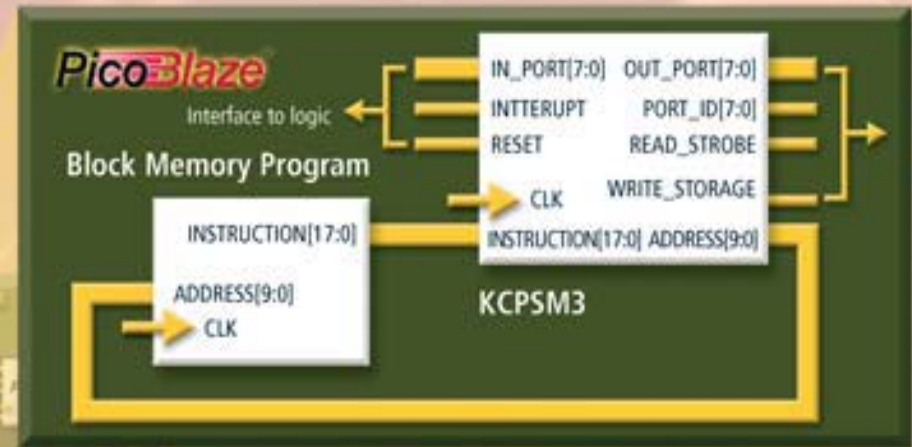 PicoBlaze
Interface to logic
Block Memory Program
INSTRUCTION[17:0]
ADDRESS[9:0]
CLK
IN_PORT[7:0] OUT_PORT[7:0]
INTTERUPT PORT_ID[7:0]
RESET READ_STROBE
CLK WRITE_STORAGE
INSTRUCTION[17:0] ADDRESS[9:0]
KCPSM3